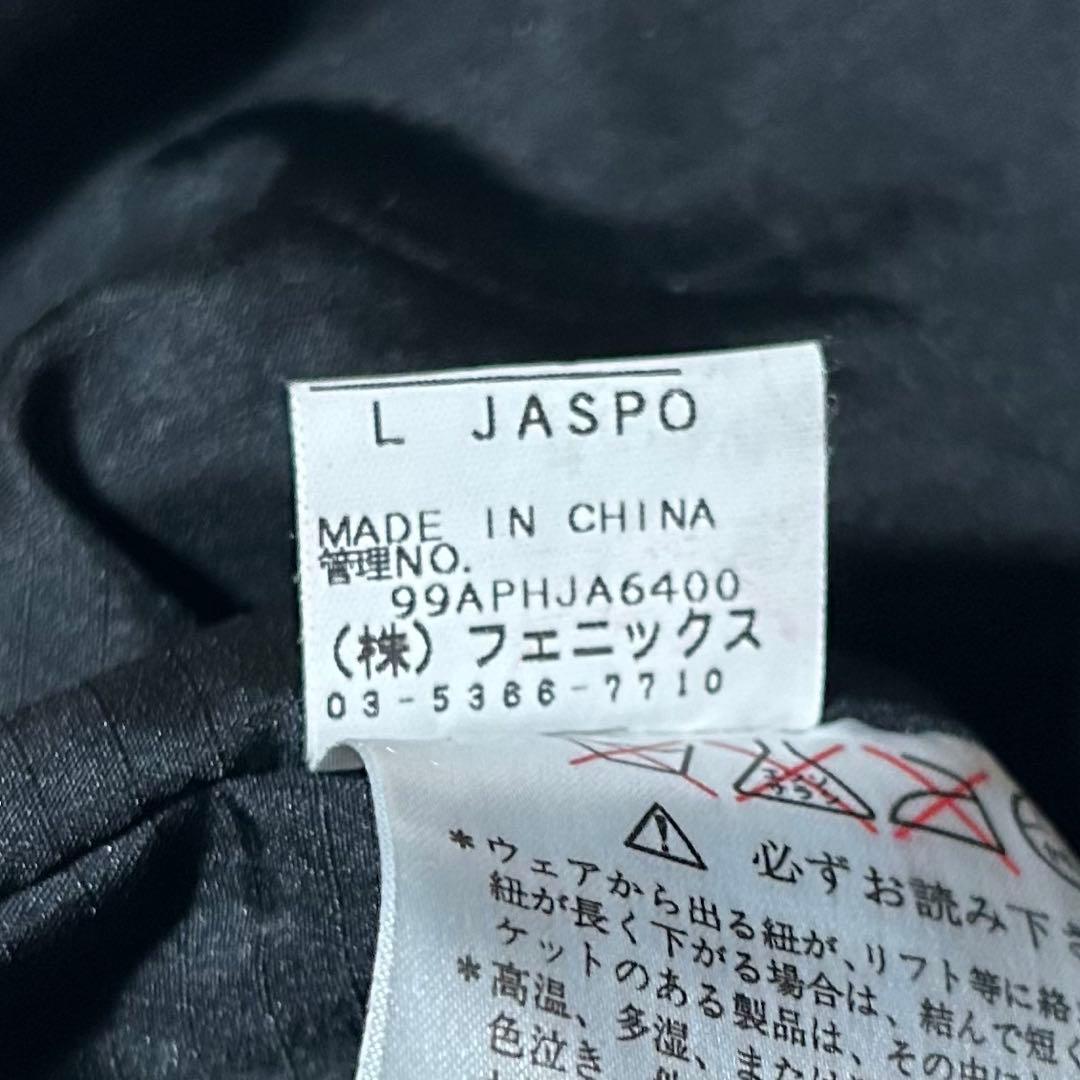 L JASPO
MADE IN CHINA
管理NO.
99APHJA6400
(株)フェニックス
03-5366-7710
必ずお読み下さ
*ウェアから出る紐が、リフト等に絡
紐が長く下がる場合は、結んで短く
ケットのある製品は、その中に
*高温、多湿、または
色泣き